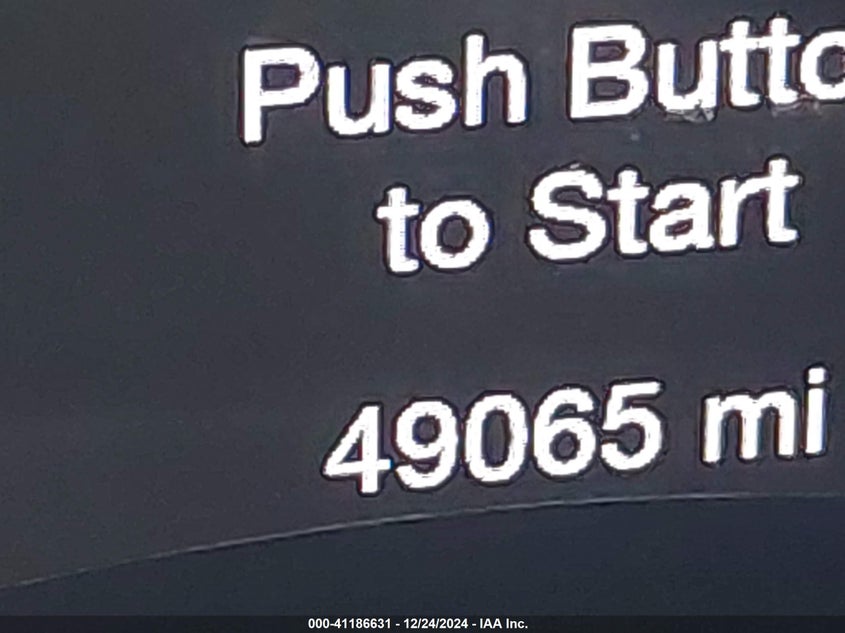 Push Butto
to Start
49065 mi
000-41186631 - 12/24/2024 - IAA Inc.